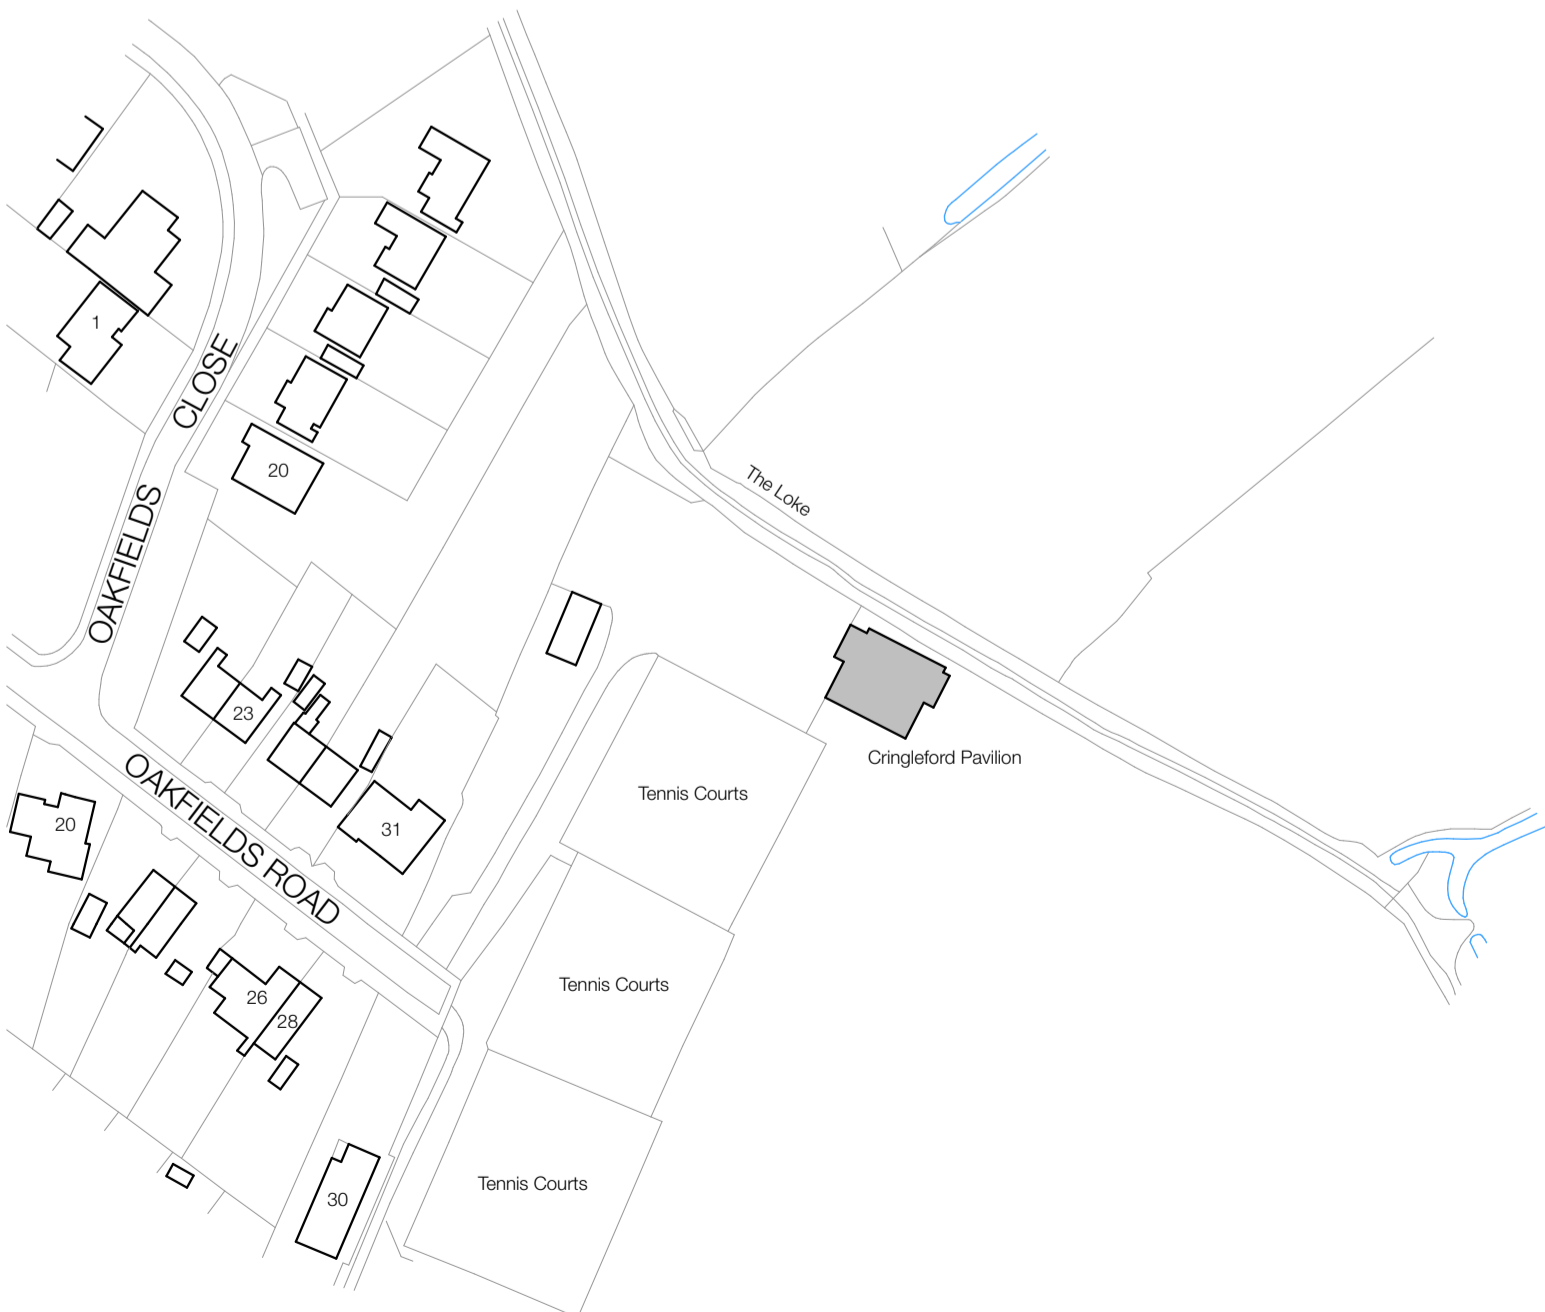 1
CLOSE
20
The Loke
OAKFIELDS
23
Cringleford Pavilion
OAKFIELDS ROAD
Tennis Courts
20
31
Tennis Courts
26
28
Tennis Courts
30